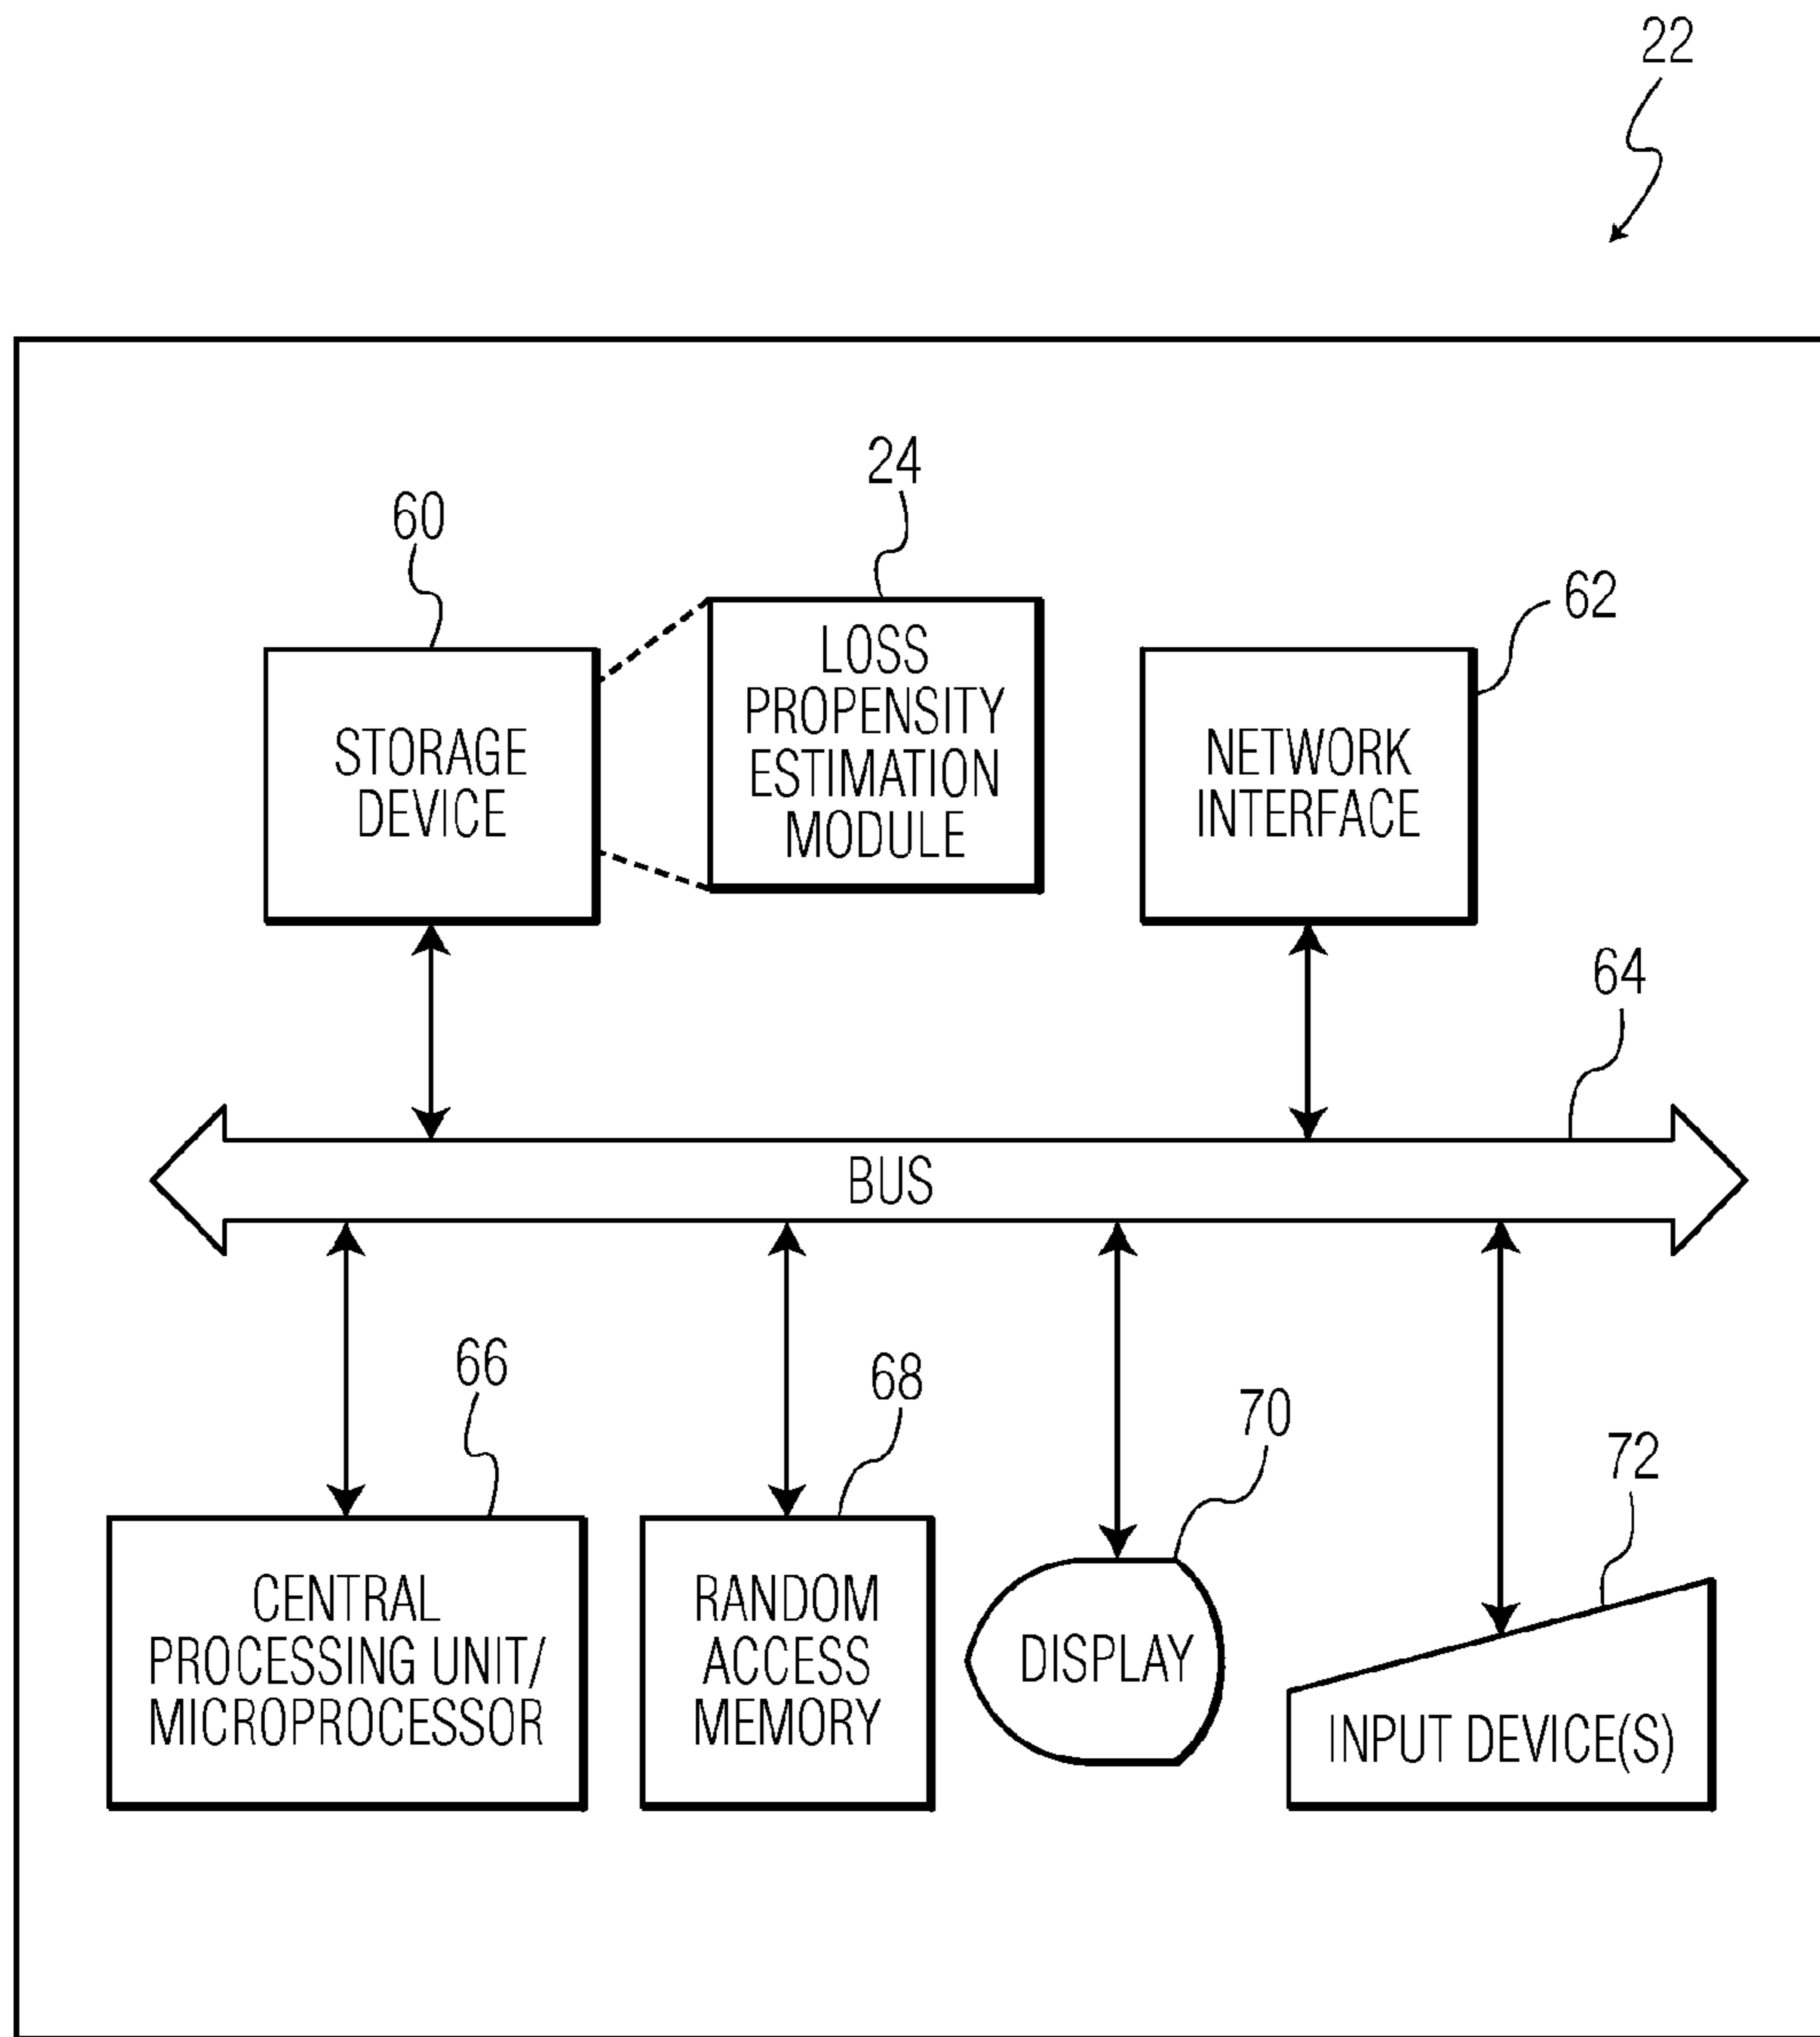 22
24
60
62
LOSS
PROPENSITY
ESTIMATION
MODULE
STORAGE
DEVICE
NETWORK
INTERFACE
64
BUS
66
68
70
72
CENTRAL
PROCESSING UNIT/
MICROPROCESSOR
RANDOM
ACCESS
MEMORY
DISPLAY
INPUT DEVICE(S)